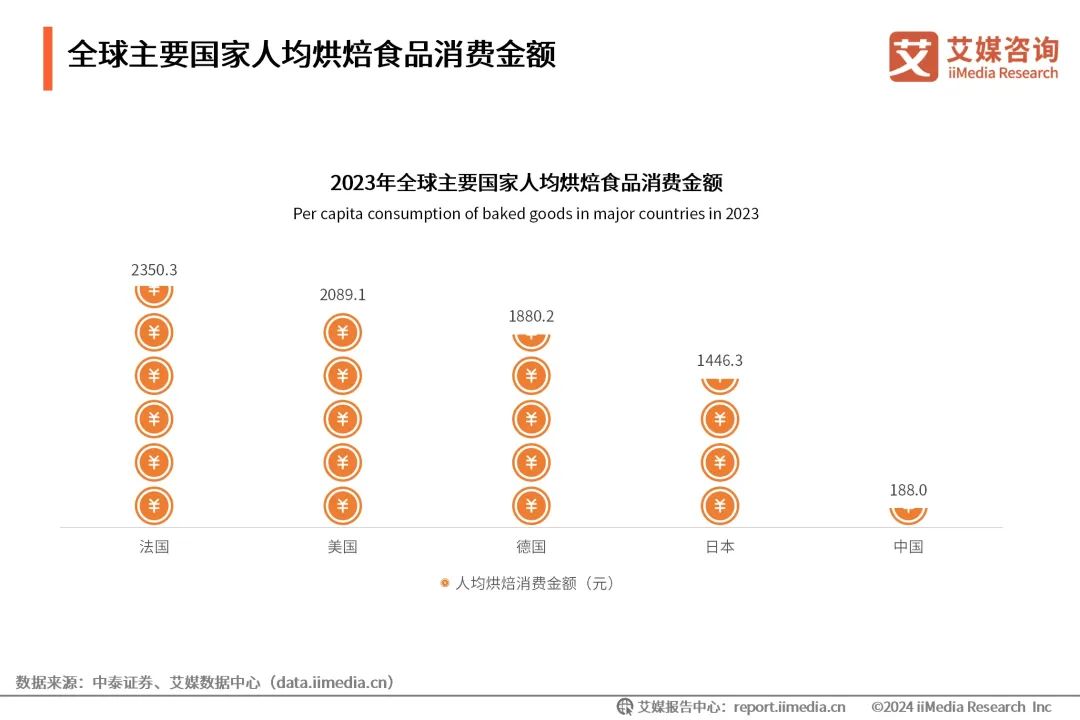 全球主要国家人均烘焙食品消费金额
艾 艾媒咨询
iiMedia Research
2023年全球主要国家人均烘焙食品消费金额
Per capita consumption of baked goods in major countries in 2023
2350.3
2089.1
1880.2
1446.3
188.0
法国 美国 德国 日本 中国
人均烘焙消费金额（元）
数据来源：中泰证券、艾媒数据中心（data.iimedia.cn）
艾媒报告中心：report.iimedia.cn ©2024 iiMedia Research Inc